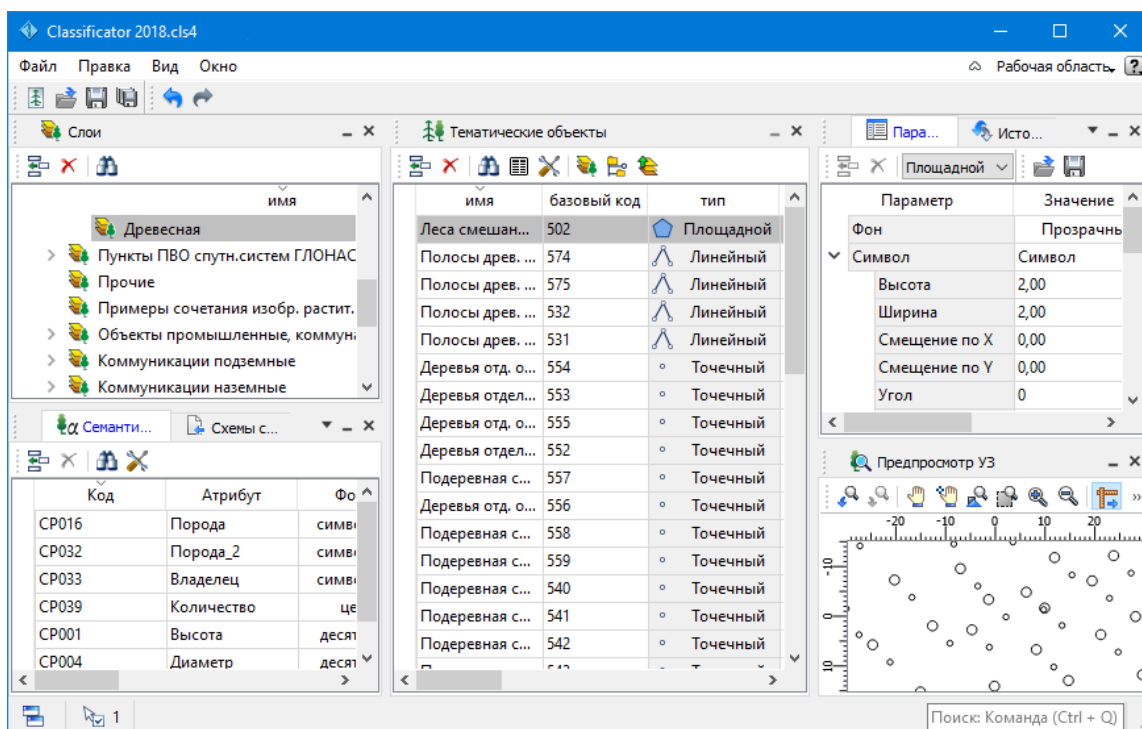 Classificator 2018.cls4
Файл Правка Вид Окно
Рабочая область
Слои
имя
Древесная
Пункты ПВО спутн.систем ГЛОНАС
Прочие
Примеры сочетания изобр. растит.
Объекты промышленные, коммун
Коммуникации подземные
Коммуникации наземные
Семанти... Схемы с...
Код Атрибут Фо
CP016 Порода симв
CP032 Порода_2 симв
CP033 Владелец симв
CP039 Количество це
CP001 Высота десят
CP004 Диаметр десят
Тематические объекты
имя базовый код тип
Леса смешан... 502 Площадной
Полосы древ. ... 574 Линейный
Полосы древ. ... 575 Линейный
Полосы древ. ... 532 Линейный
Полосы древ. ... 531 Линейный
Деревья отд. о... 554 Точечный
Деревья отдел... 553 Точечный
Деревья отд. о... 555 Точечный
Деревья отдел... 552 Точечный
Подеревная с... 557 Точечный
Деревья отд. о... 556 Точечный
Подеревная с... 558 Точечный
Подеревная с... 559 Точечный
Подеревная с... 540 Точечный
Подеревная с... 541 Точечный
Подеревная с... 542 Точечный
Пара... Исто...
Площадной
Параметр Значение
Фон Прозрачнь
Символ Символ
Высота 2,00
Ширина 2,00
Смещение по X 0,00
Смещение по Y 0,00
Угол 0
Предпросмотр УЗ
-20 -10 0 10 20
-10
0
10
1
Поиск: Команда (Ctrl + Q)